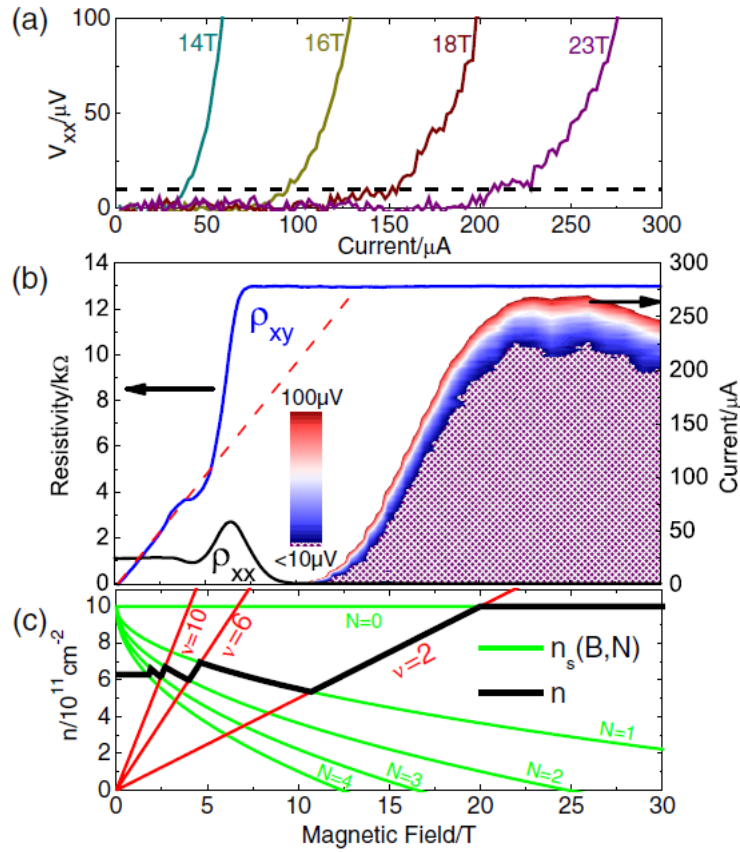 (a)
100
50
0
V_xx/μV
14T
16T
18T
23T
0 50 100 150 200 250 300
Current/μA
(b)
14
12
10
8
6
4
2
0
Resistivity/kΩ
ρ_xy
ρ_xx
100μV
<10μV
300
250
200
150
100
50
0
Current/μA
(c)
10
8
6
4
2
0
n/10^11 cm^-2
ν=10
ν=6
N=0
ν=2
n_s(B,N)
n
N=1
N=2
N=3
N=4
0 5 10 15 20 25 30
Magnetic Field/T